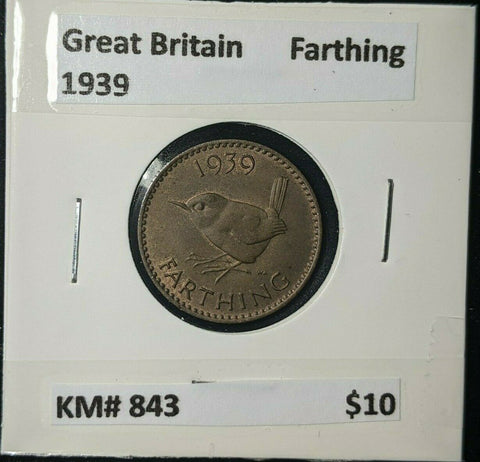 Great Britain Farthing
1939
1939
FARTHING
KM# 843 $10